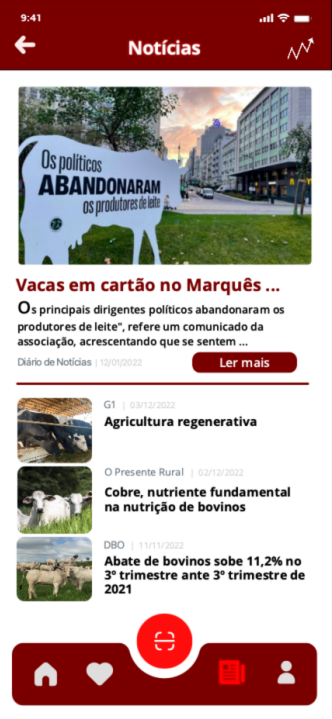 9:41
Notícias
Os políticos
ABANDONARAM
os produtores de leite
Vacas em cartão no Marquês ...
Os principais dirigentes políticos abandonaram os
produtores de leite", refere um comunicado da
associação, acrescentando que se sentem ...
Diário de Notícias | 12/01/2022
Ler mais
G1 | 03/12/2022
Agricultura regenerativa
O Presente Rural | 02/12/2022
Cobre, nutriente fundamental
na nutrição de bovinos
DBO | 11/11/2022
Abate de bovinos sobe 11,2% no
3º trimestre ante 3º trimestre de
2021